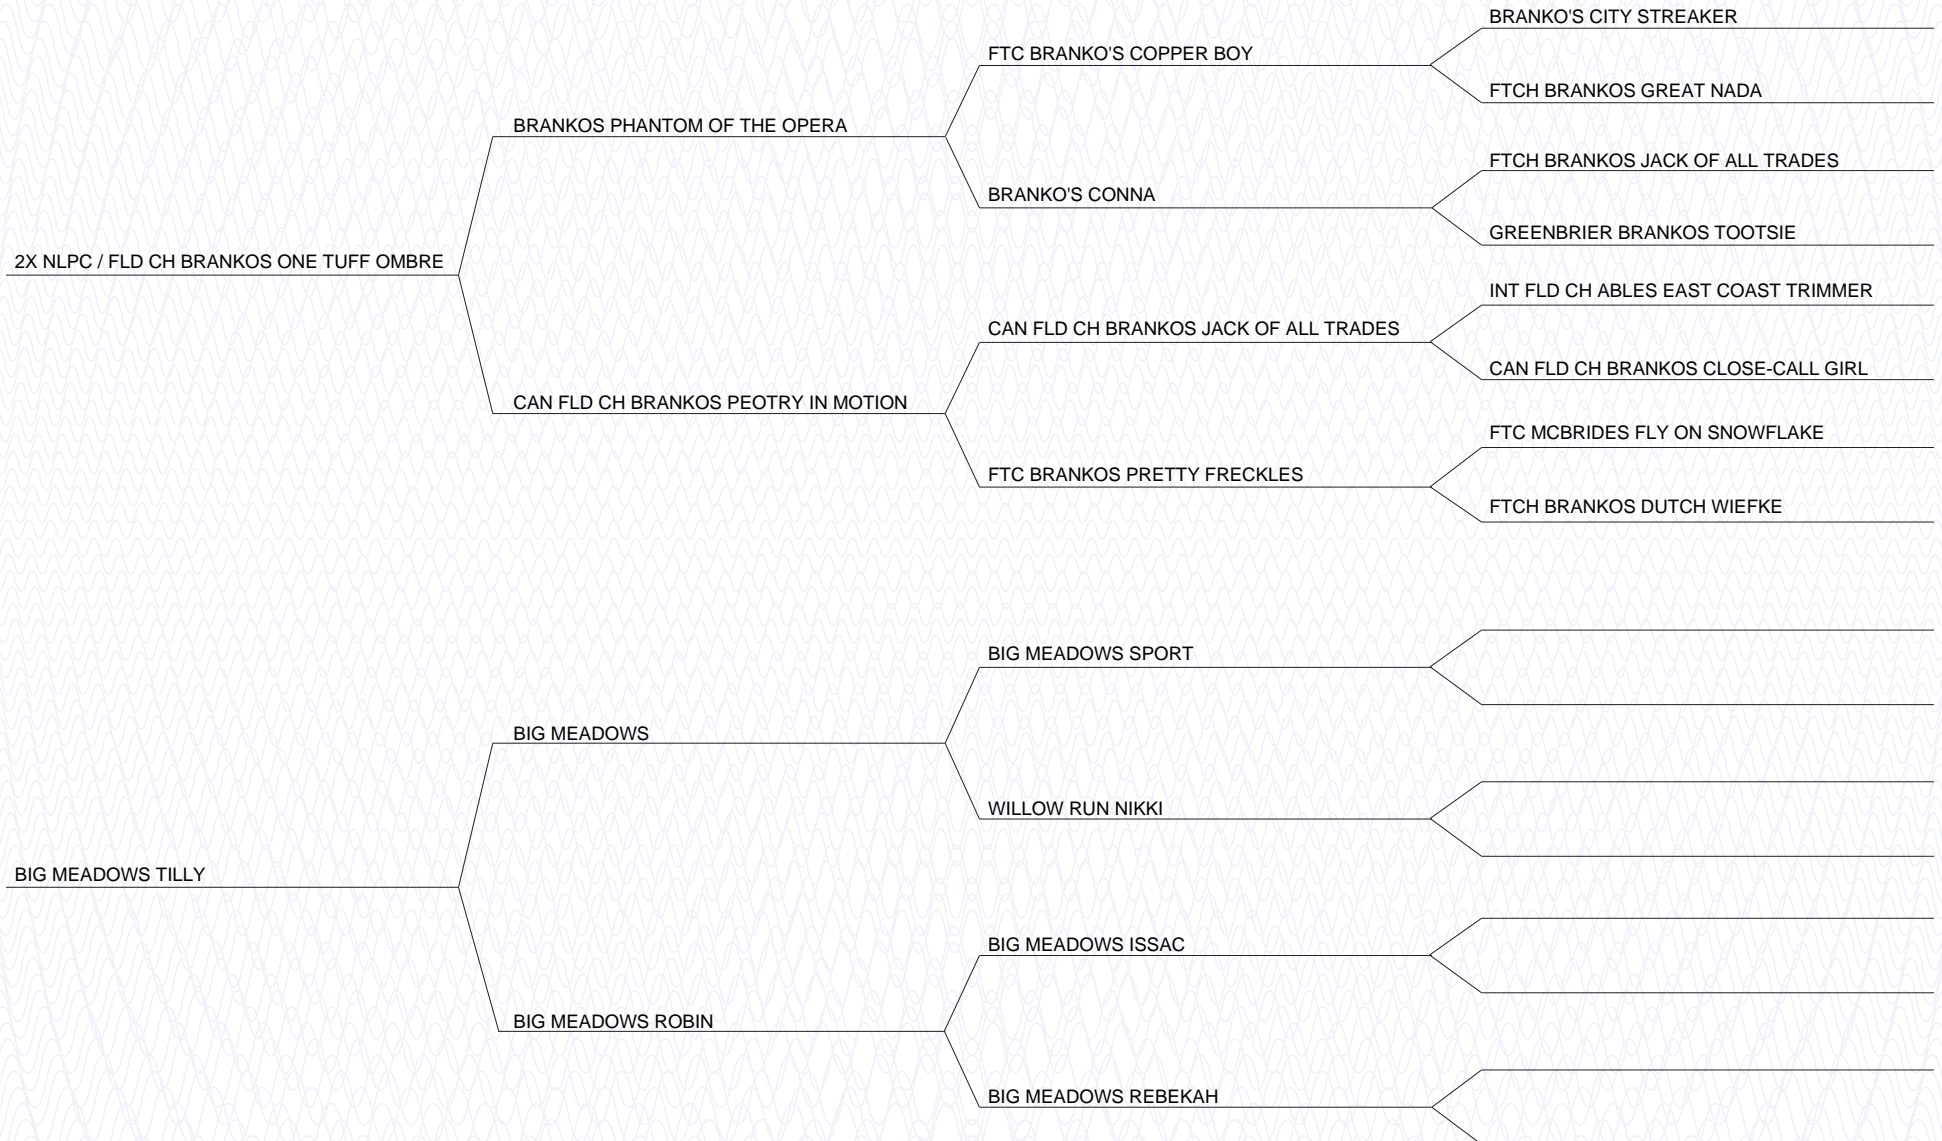 BRANKO'S CITY STREAKER
FTC BRANKO'S COPPER BOY
FTCH BRANKOS GREAT NADA
BRANKOS PHANTOM OF THE OPERA
FTCH BRANKOS JACK OF ALL TRADES
BRANKO'S CONNA
GREENBRIER BRANKOS TOOTSIE
2X NLPC / FLD CH BRANKOS ONE TUFF OMBRE
INT FLD CH ABLES EAST COAST TRIMMER
CAN FLD CH BRANKOS JACK OF ALL TRADES
CAN FLD CH BRANKOS CLOSE-CALL GIRL
CAN FLD CH BRANKOS PEOTRY IN MOTION
FTC MCBRIDES FLY ON SNOWFLAKE
FTC BRANKOS PRETTY FRECKLES
FTCH BRANKOS DUTCH WIEFKE
BIG MEADOWS SPORT
BIG MEADOWS
WILLOW RUN NIKKI
BIG MEADOWS TILLY
BIG MEADOWS ISSAC
BIG MEADOWS ROBIN
BIG MEADOWS REBEKAH